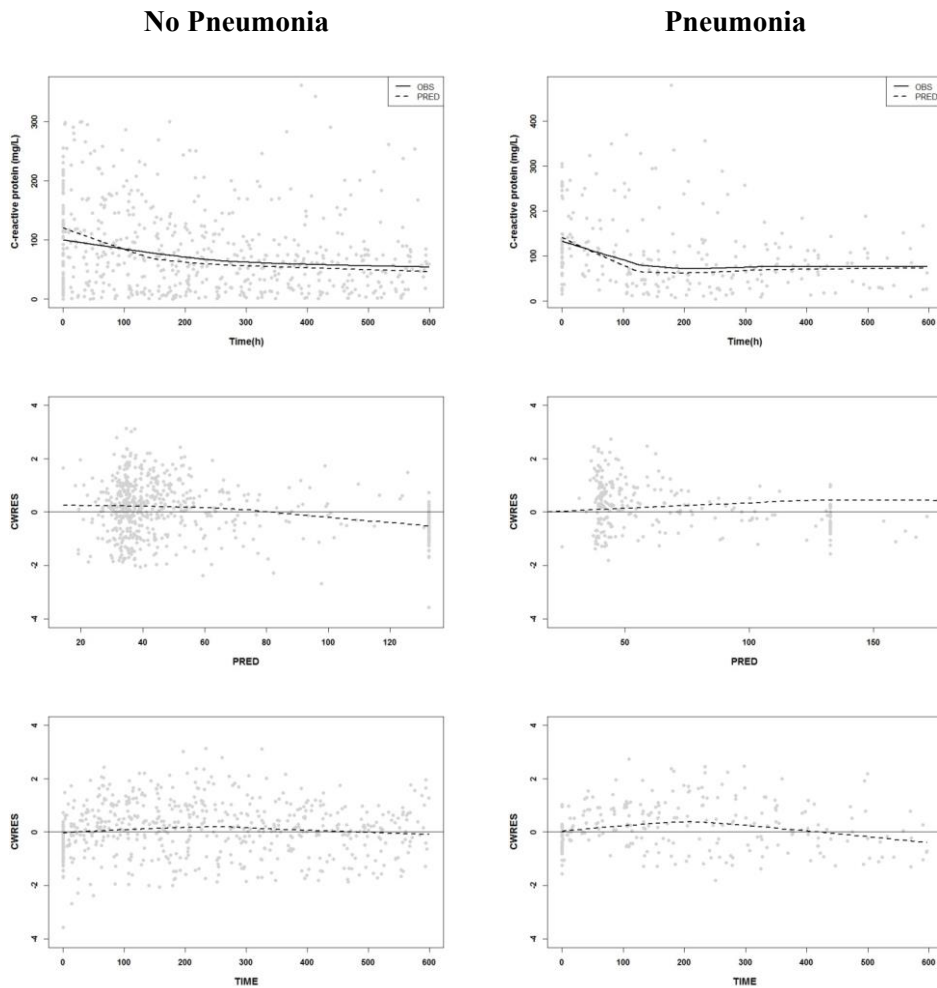 No Pneumonia
Pneumonia
C-reactive protein (mg/L)
300
200
100
0
OBS
PRED
0 100 200 300 400 500 600
Time(h)
C-reactive protein (mg/L)
400
300
200
100
0
OBS
PRED
0 100 200 300 400 500 600
Time(h)
CWRES
4
2
0
-2
-4
20 40 60 80 100 120
PRED
CWRES
4
2
0
-2
-4
50 100 150
PRED
CWRES
4
2
0
-2
-4
0 100 200 300 400 500 600
TIME
CWRES
4
2
0
-2
-4
0 100 200 300 400 500 600
TIME